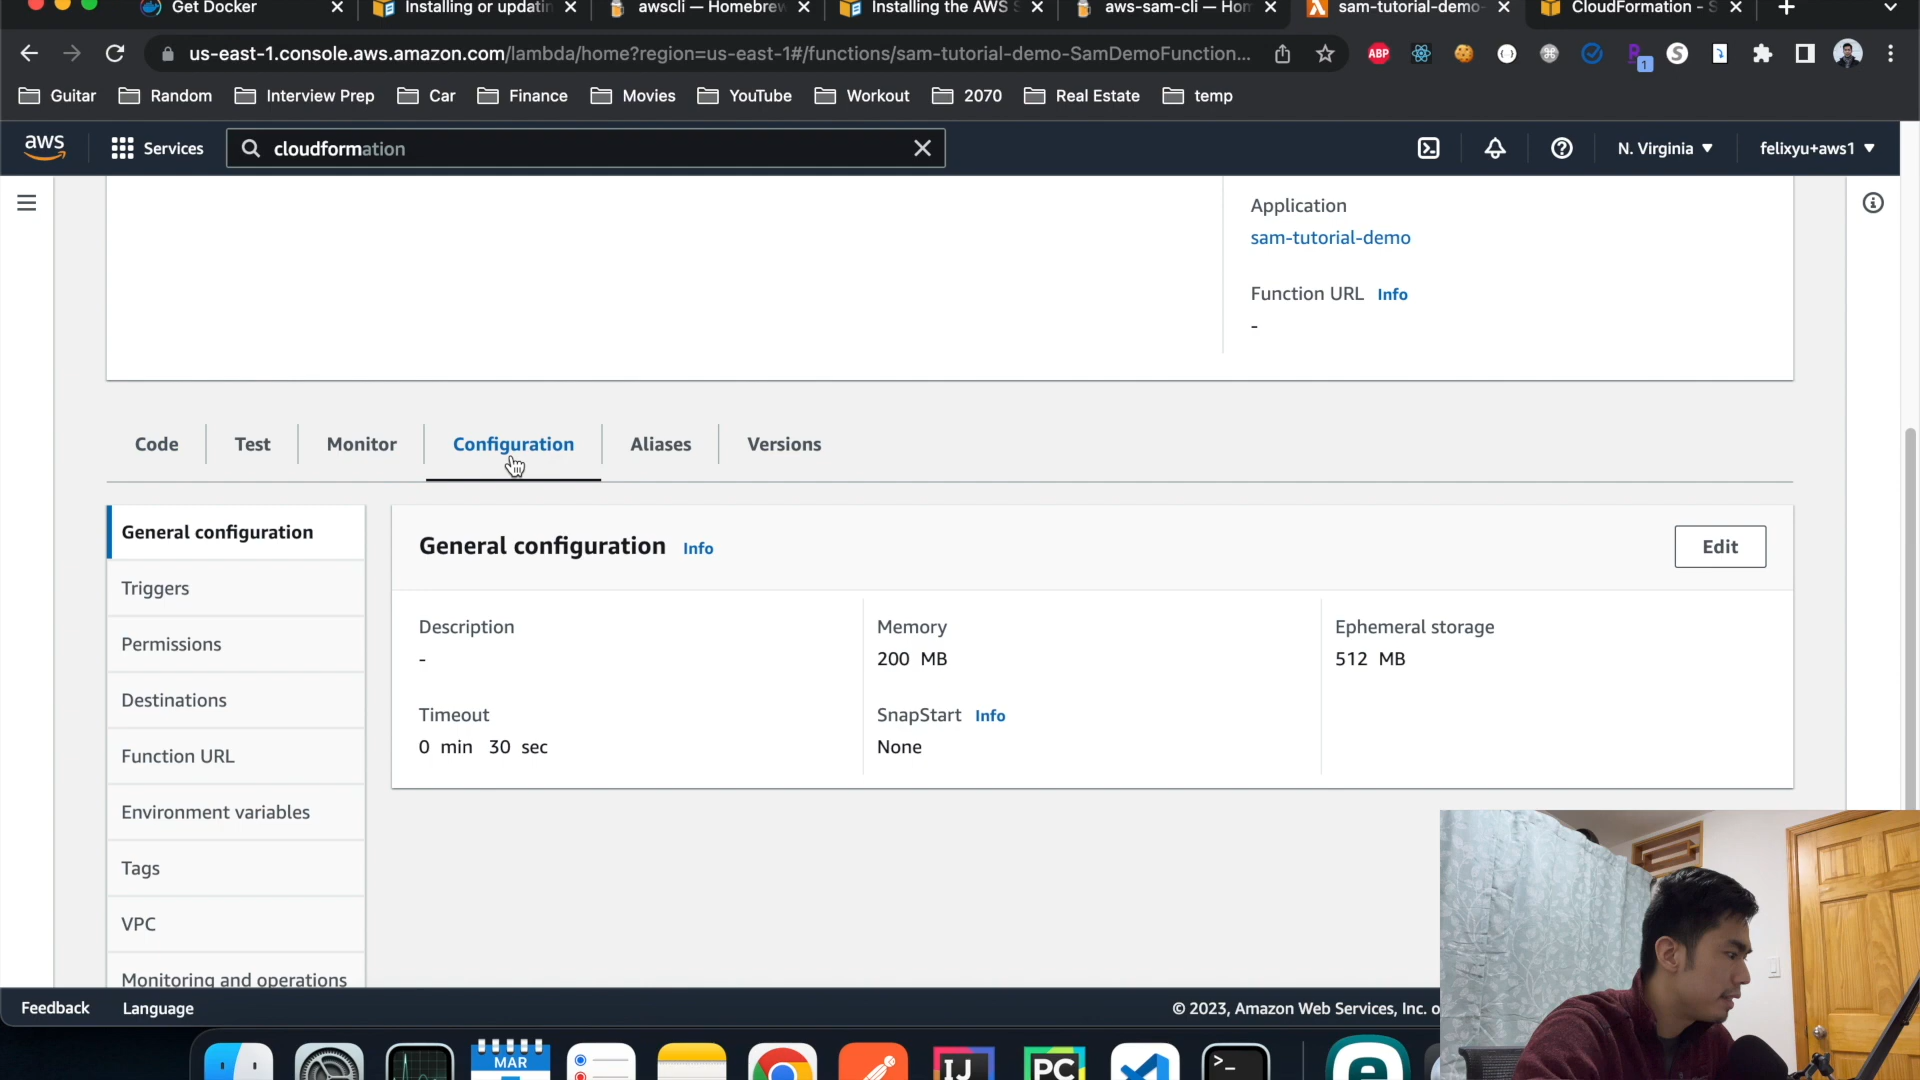 Get Docker
Installing or updatin
awscli — Homebrew
Installing the AWS S
aws-sam-cli — Hom
sam-tutorial-demo-
CloudFormation - S
us-east-1.console.aws.amazon.com/lambda/home?region=us-east-1#/functions/sam-tutorial-demo-SamDemoFunction...
ABP
1
Guitar
Random
Interview Prep
Car
Finance
Movies
YouTube
Workout
2070
Real Estate
temp
aws
Services
cloudformation
N. Virginia
felixyu+aws1
Application
sam-tutorial-demo
Function URL Info
-
Code
Test
Monitor
Configuration
Aliases
Versions
General configuration
Triggers
Permissions
Destinations
Function URL
Environment variables
Tags
VPC
Monitoring and operations
General configuration Info
Edit
Description
-
Memory
200 MB
Ephemeral storage
512 MB
Timeout
0 min 30 sec
SnapStart Info
None
Feedback
Language
© 2023, Amazon Web Services, Inc. o
MAR
IJ
PC